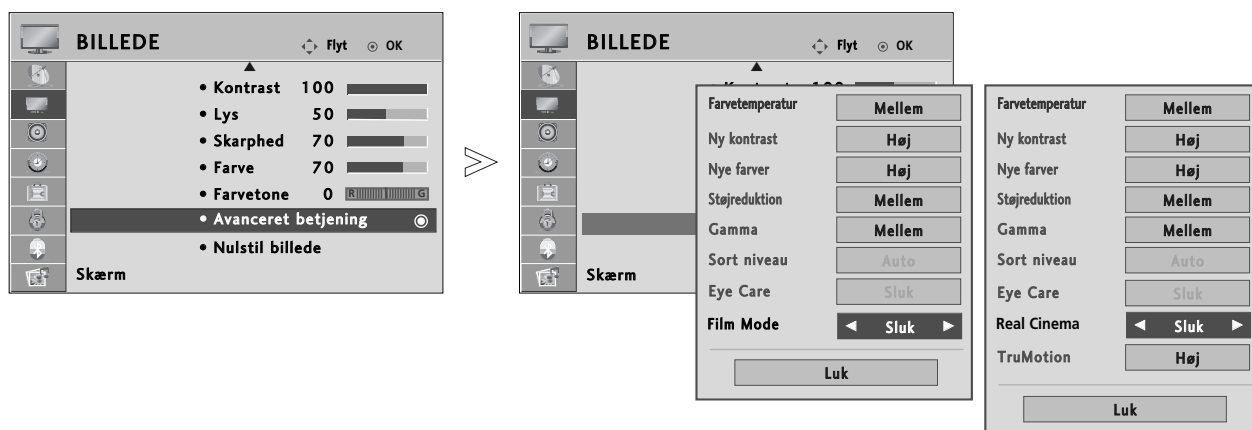 BILLEDE
Flyt
OK
• Kontrast 100
• Lys 50
• Skarphed 70
• Farve 70
• Farvetone 0 R G
• Avanceret betjening
• Nulstil billede
Skærm
BILLEDE
Flyt
OK
Skærm
Farvetemperatur Mellem
Ny kontrast Høj
Nye farver Høj
Støjreduktion Mellem
Gamma Mellem
Sort niveau Auto
Eye Care Sluk
Film Mode ◄ Sluk ►
Luk
Farvetemperatur Mellem
Ny kontrast Høj
Nye farver Høj
Støjreduktion Mellem
Gamma Mellem
Sort niveau Auto
Eye Care Sluk
Real Cinema ◄ Sluk ►
TruMotion Høj
Luk